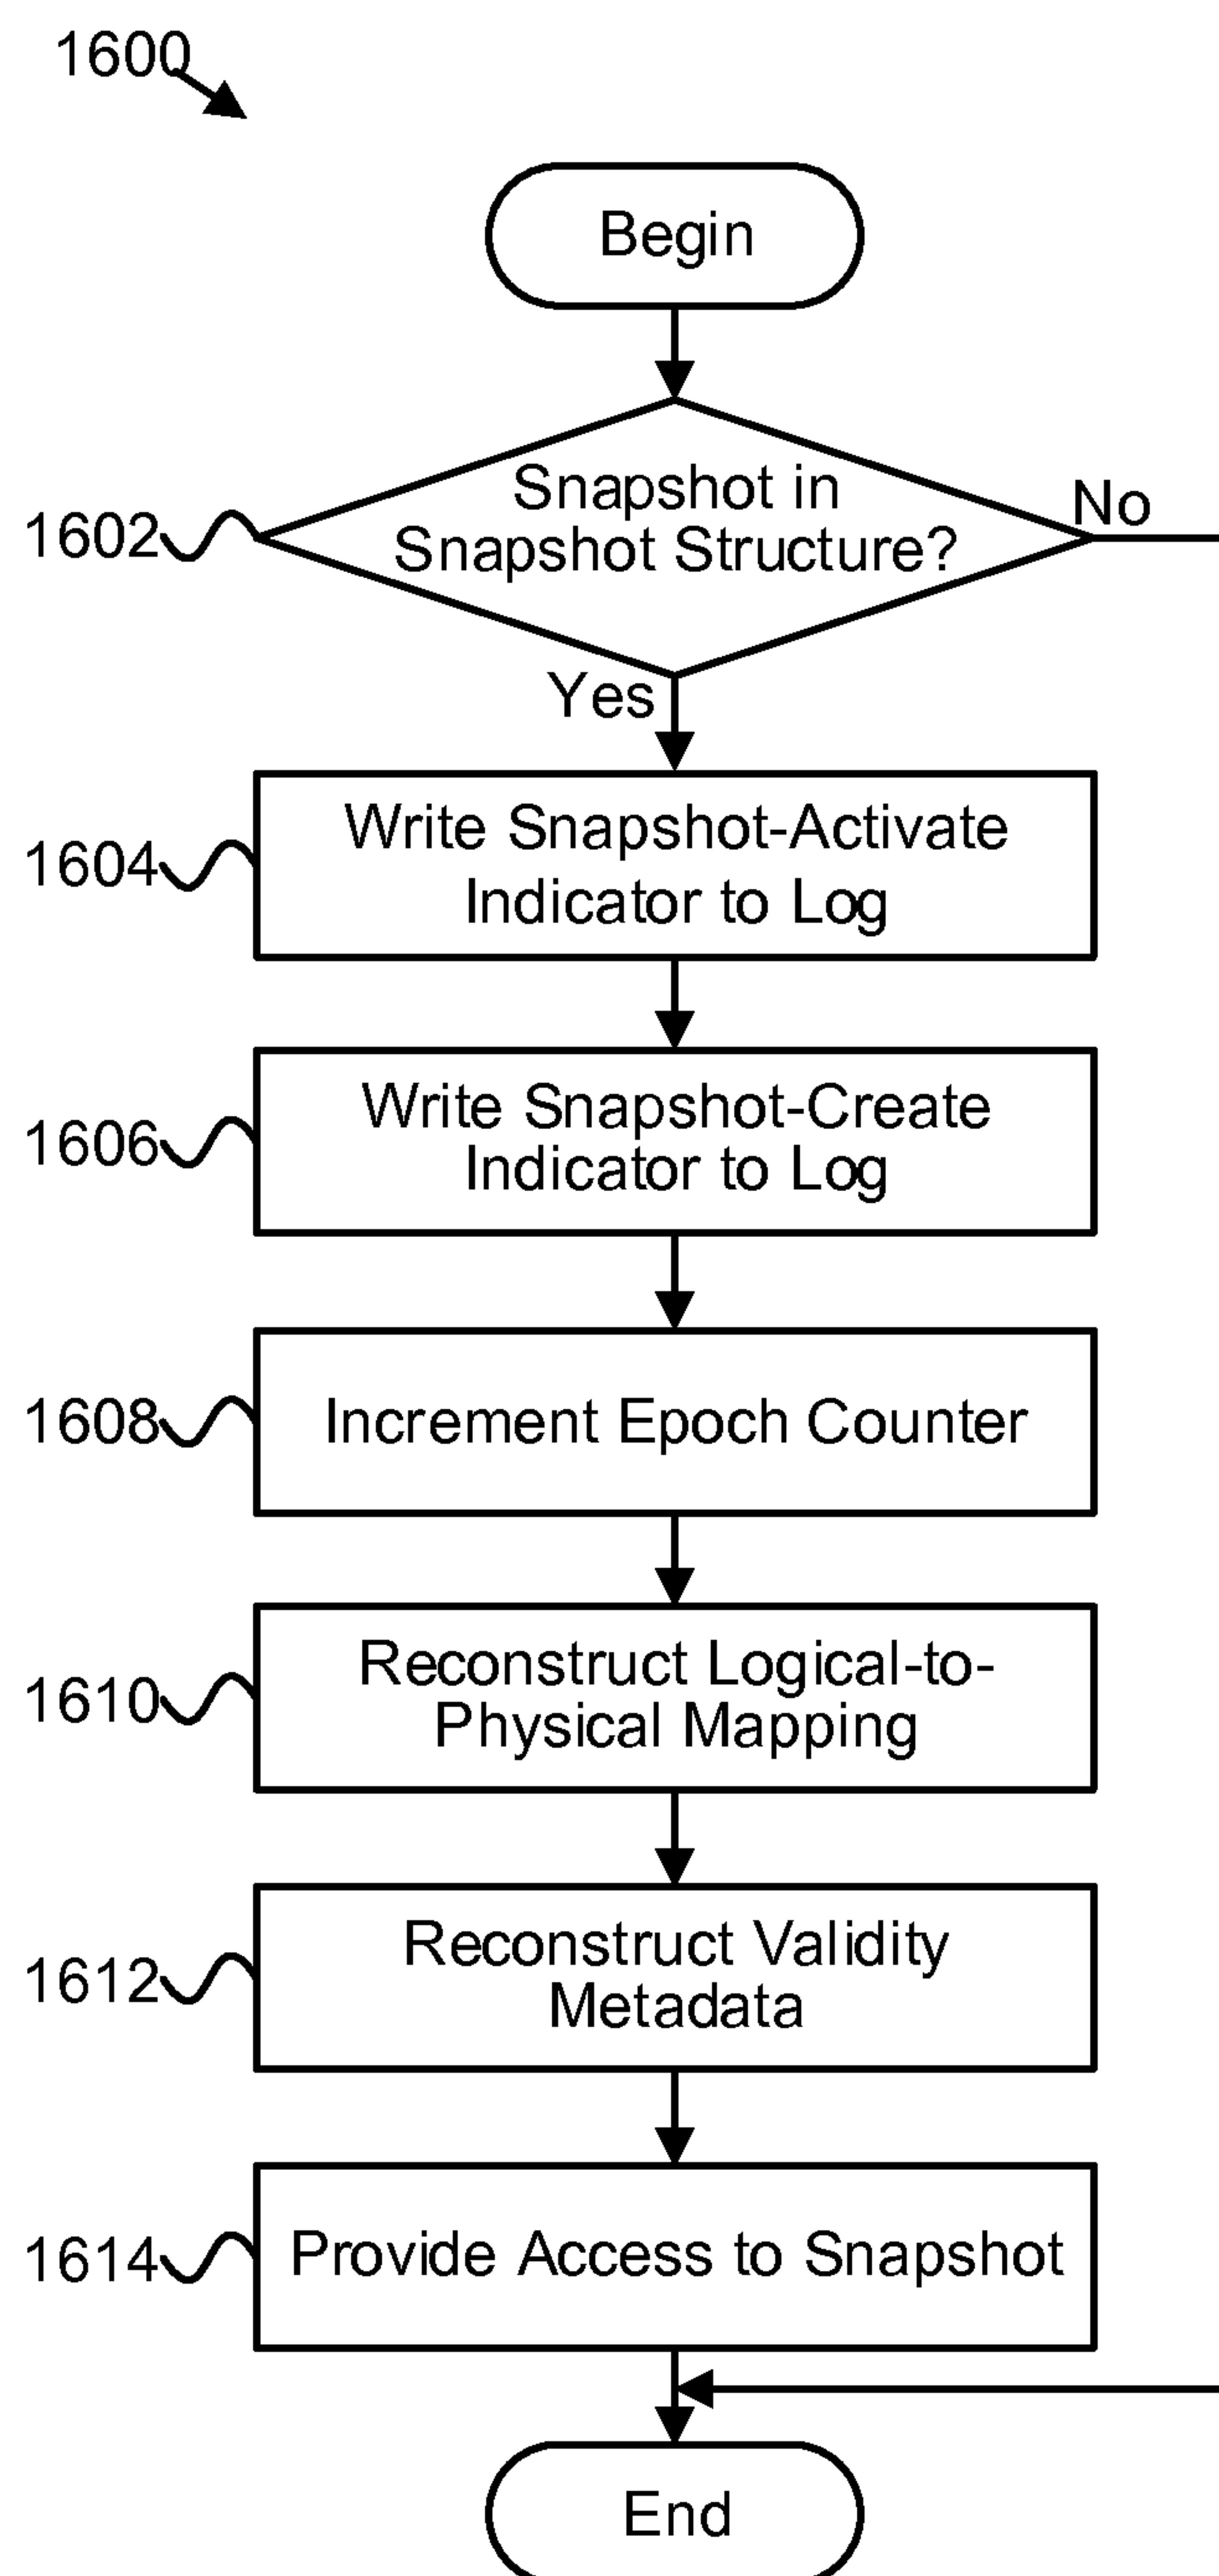 1600
Begin
Snapshot in
Snapshot Structure?
No
1602
Yes
Write Snapshot-Activate
Indicator to Log
1604
Write Snapshot-Create
Indicator to Log
1606
Increment Epoch Counter
1608
Reconstruct Logical-to-
Physical Mapping
1610
Reconstruct Validity
Metadata
1612
Provide Access to Snapshot
1614
End